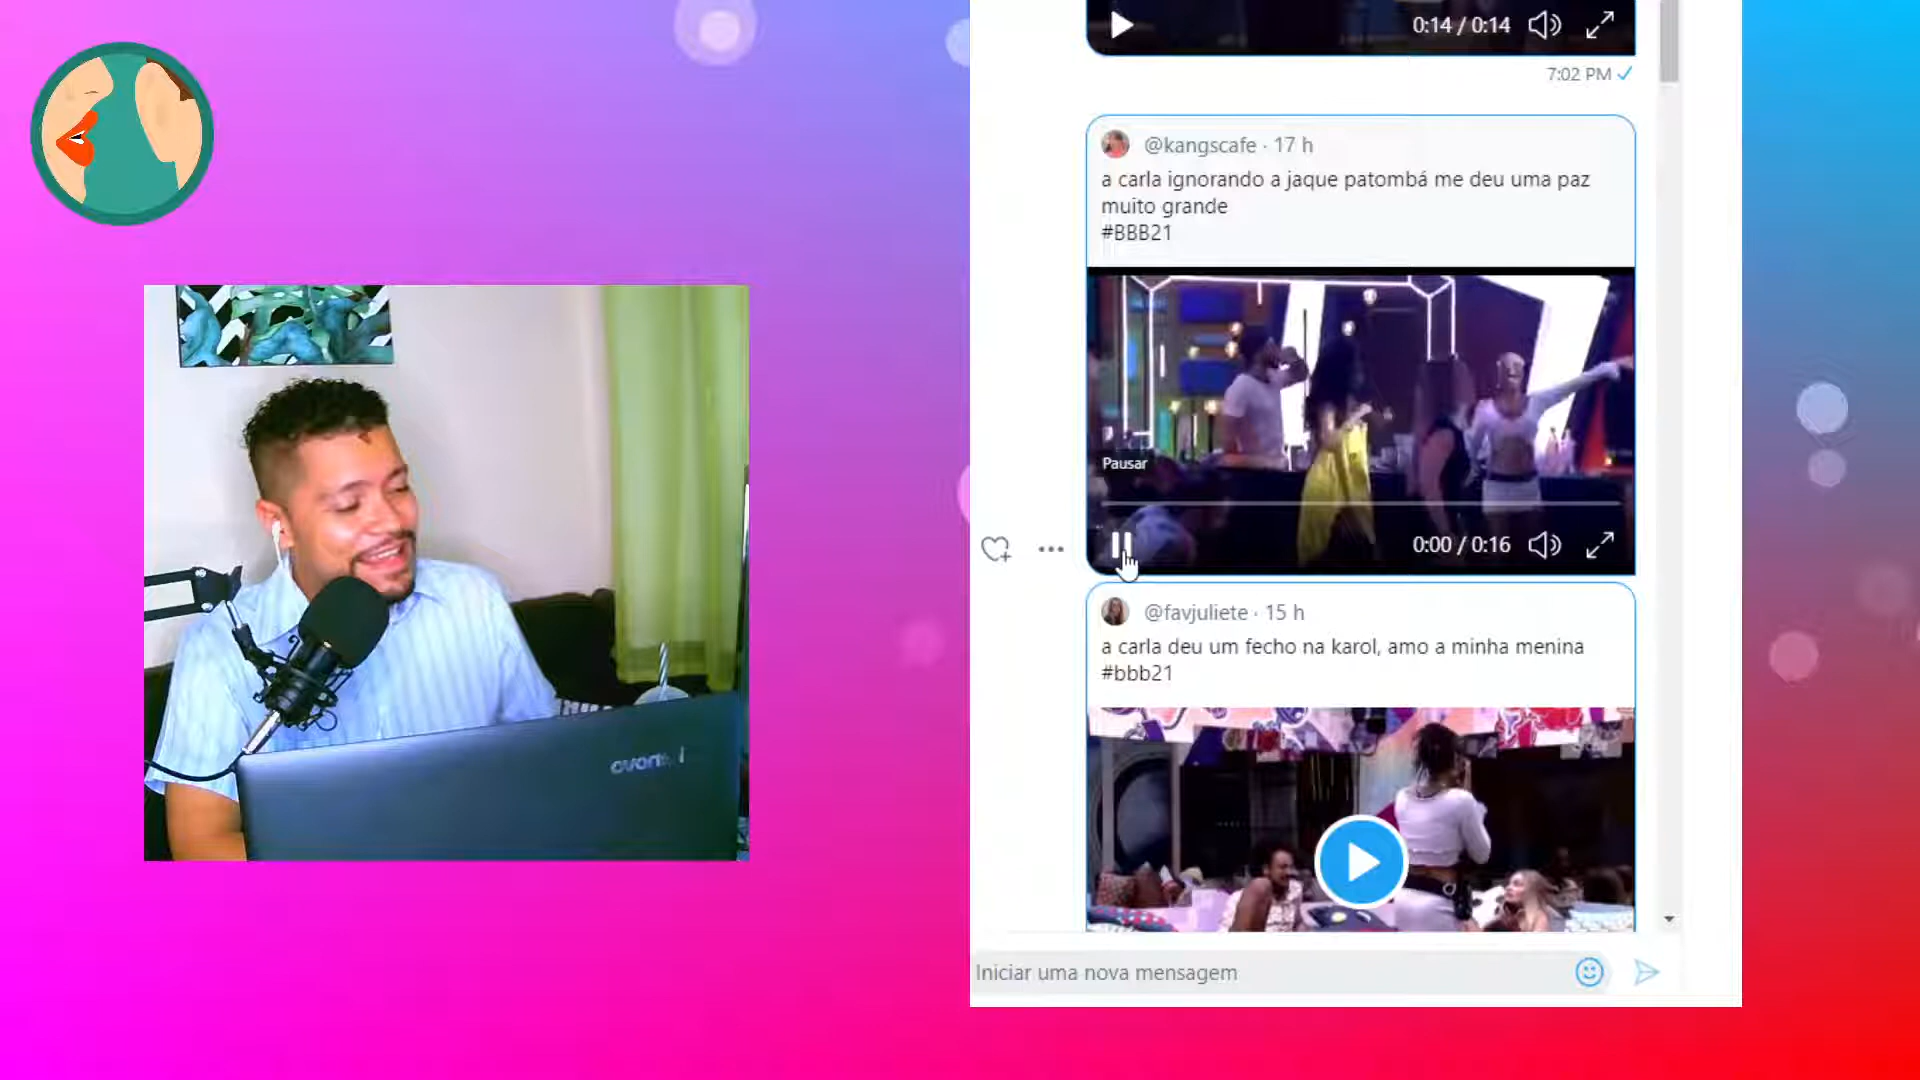 0:14 / 0:14
7:02 PM
@kangscafe · 17 h
a carla ignorando a jaque patombá me deu uma paz
muito grande
#BBB21
Pausar
0:00 / 0:16
@favjuliete · 15 h
a carla deu um fecho na karol, amo a minha menina
#bbb21
Iniciar uma nova mensagem